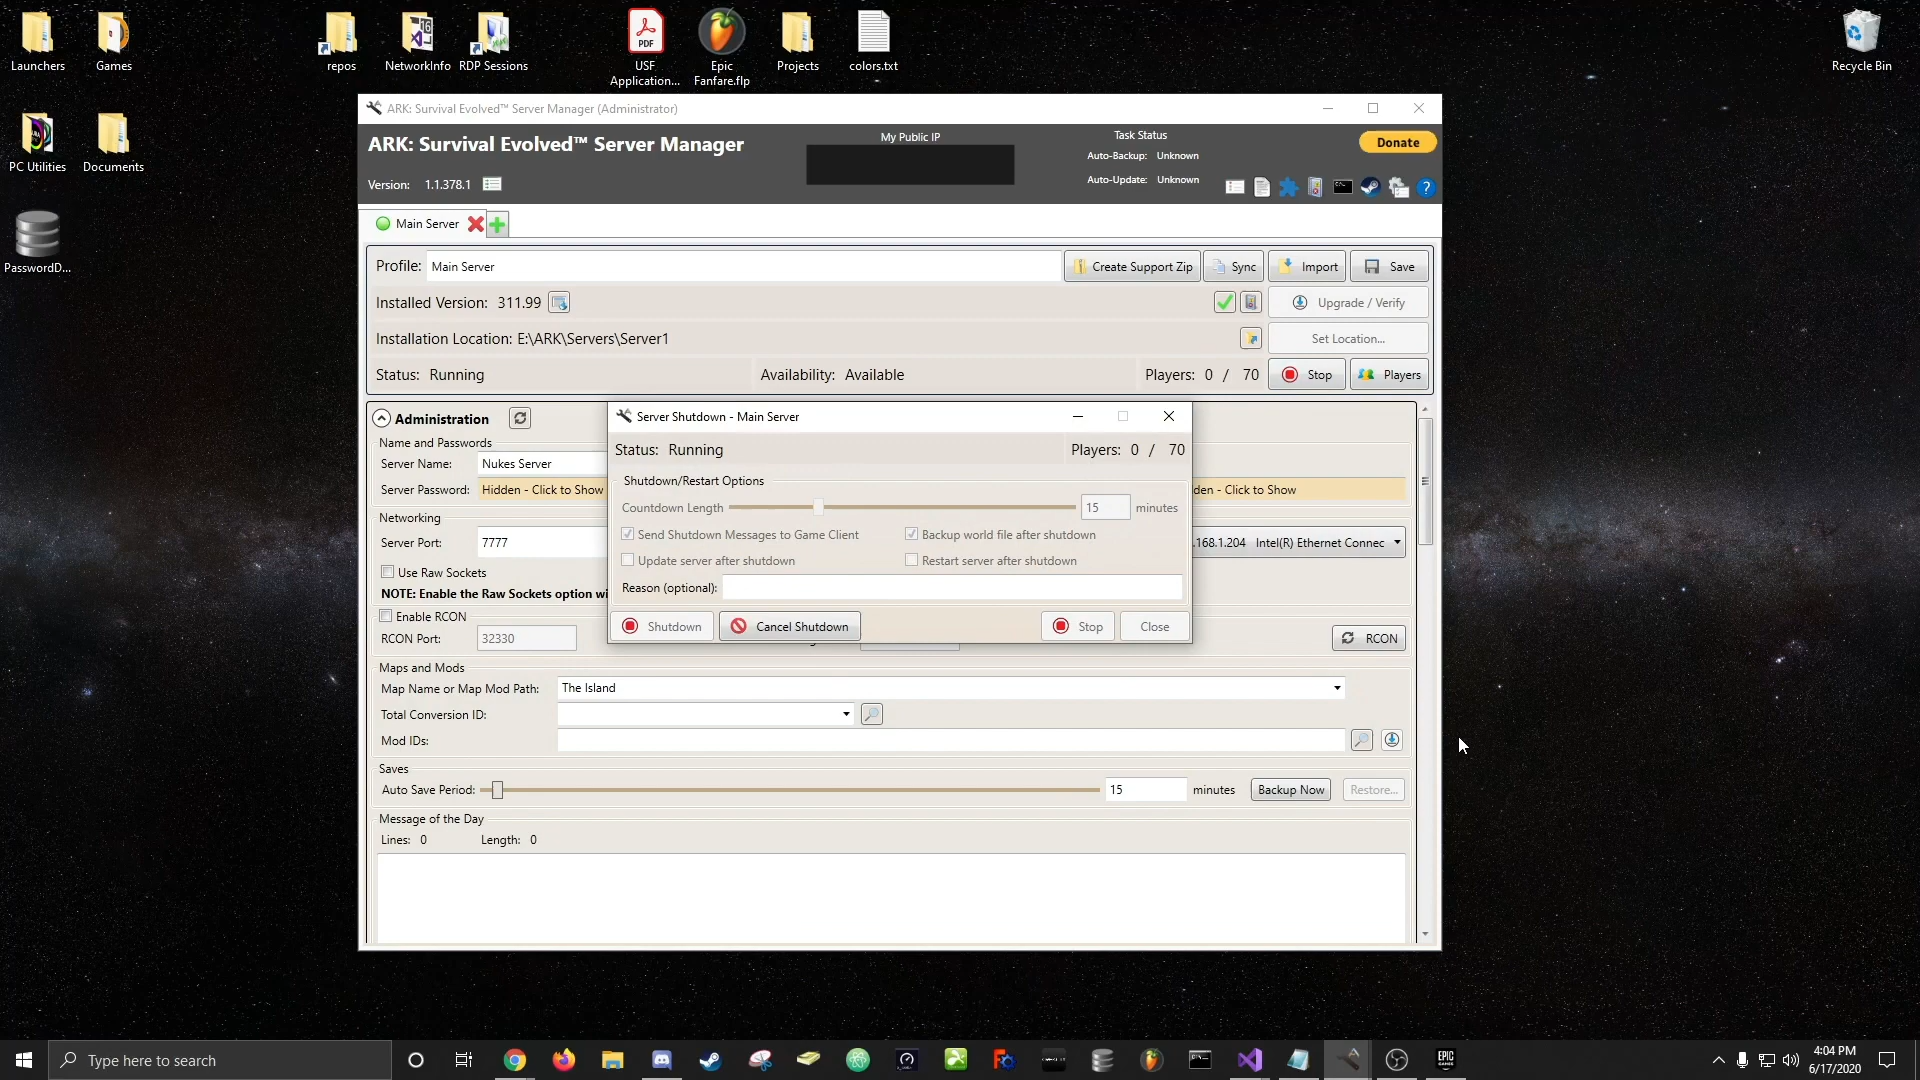 Launchers
Games
repos
NetworkInfo
RDP Sessions
PDF
USF Application...
Epic Fanfare.flp
Projects
colors.txt
Recycle Bin
PC Utilities
Documents
PasswordD...
ARK: Survival Evolved™ Server Manager (Administrator)
ARK: Survival Evolved™ Server Manager
My Public IP
Task Status
Donate
Auto-Backup: Unknown
Auto-Update: Unknown
Version: 1.1.378.1
Main Server
Profile: Main Server
Create Support Zip
Sync
Import
Save
Installed Version: 311.99
Upgrade / Verify
Installation Location: E:\ARK\Servers\Server1
Set Location...
Status: Running
Availability: Available
Players: 0 / 70
Stop
Players
Administration
Name and Passwords
Server Name: Nukes Server
Server Password: Hidden - Click to Show
den - Click to Show
Networking
Server Port: 7777
.168.1.204 Intel(R) Ethernet Connec
Use Raw Sockets
NOTE: Enable the Raw Sockets option wi
Enable RCON
RCON Port: 32330
RCON
Server Shutdown - Main Server
Status: Running
Players: 0 / 70
Shutdown/Restart Options
Countdown Length
15 minutes
Send Shutdown Messages to Game Client
Backup world file after shutdown
Update server after shutdown
Restart server after shutdown
Reason (optional):
Shutdown
Cancel Shutdown
Stop
Close
Maps and Mods
Map Name or Map Mod Path: The Island
Total Conversion ID:
Mod IDs:
Saves
Auto Save Period:
15 minutes
Backup Now
Restore...
Message of the Day
Lines: 0 Length: 0
Type here to search
EPIC GAMES
4:04 PM
6/17/2020